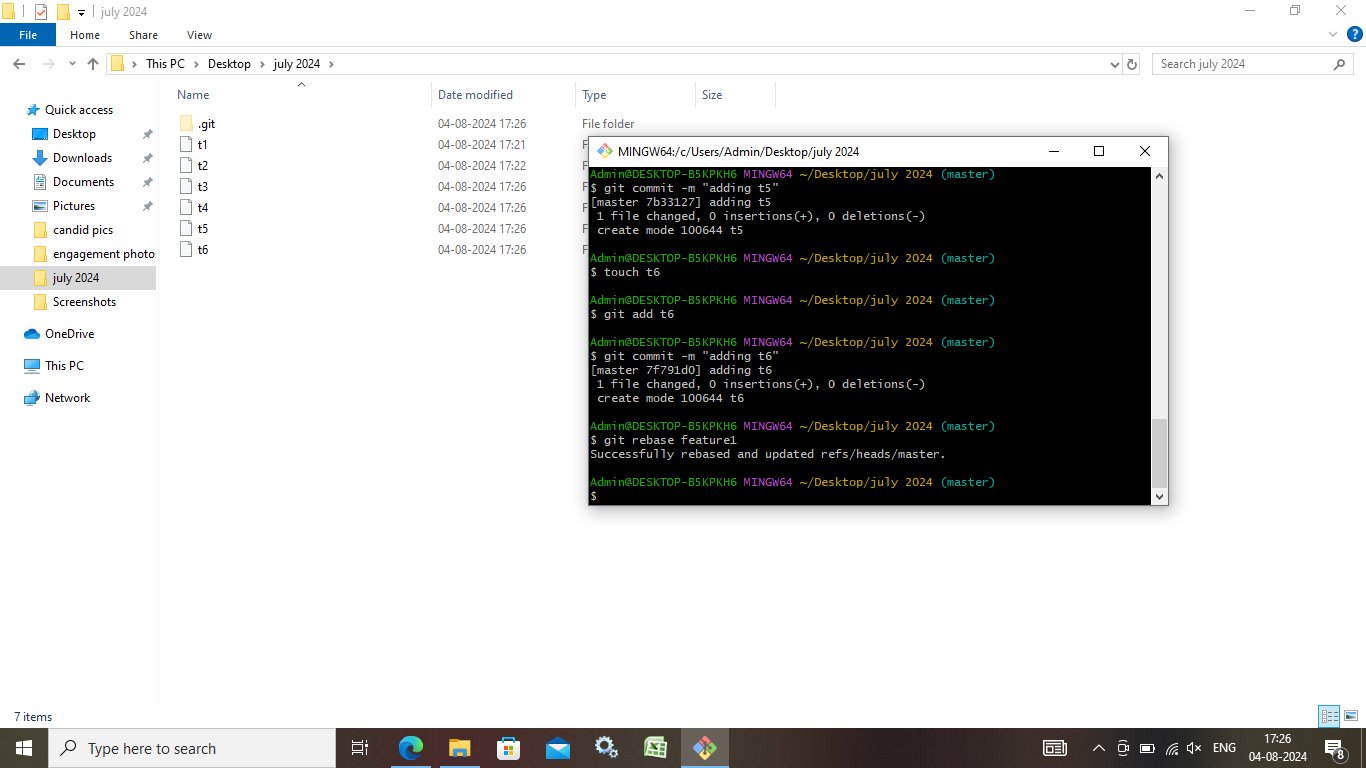 july 2024
File Home Share View
This PC Desktop july 2024
Search july 2024
Name Date modified Type Size
Quick access
Desktop
Downloads
Documents
Pictures
candid pics
engagement photo
july 2024
Screenshots
OneDrive
This PC
Network
.git 04-08-2024 17:26 File folder
t1 04-08-2024 17:21
t2 04-08-2024 17:22
t3 04-08-2024 17:26
t4 04-08-2024 17:26
t5 04-08-2024 17:26
t6 04-08-2024 17:26
MINGW64:/c/Users/Admin/Desktop/july 2024
Admin@DESKTOP-B5KPKH6 MINGW64 ~/Desktop/july 2024 (master)
$ git commit -m "adding t5"
[master 7b33127] adding t5
1 file changed, 0 insertions(+), 0 deletions(-)
create mode 100644 t5
Admin@DESKTOP-B5KPKH6 MINGW64 ~/Desktop/july 2024 (master)
$ touch t6
Admin@DESKTOP-B5KPKH6 MINGW64 ~/Desktop/july 2024 (master)
$ git add t6
Admin@DESKTOP-B5KPKH6 MINGW64 ~/Desktop/july 2024 (master)
$ git commit -m "adding t6"
[master 7f791d0] adding t6
1 file changed, 0 insertions(+), 0 deletions(-)
create mode 100644 t6
Admin@DESKTOP-B5KPKH6 MINGW64 ~/Desktop/july 2024 (master)
$ git rebase feature1
Successfully rebased and updated refs/heads/master.
Admin@DESKTOP-B5KPKH6 MINGW64 ~/Desktop/july 2024 (master)
$
7 items
Type here to search
ENG
17:26
04-08-2024
8